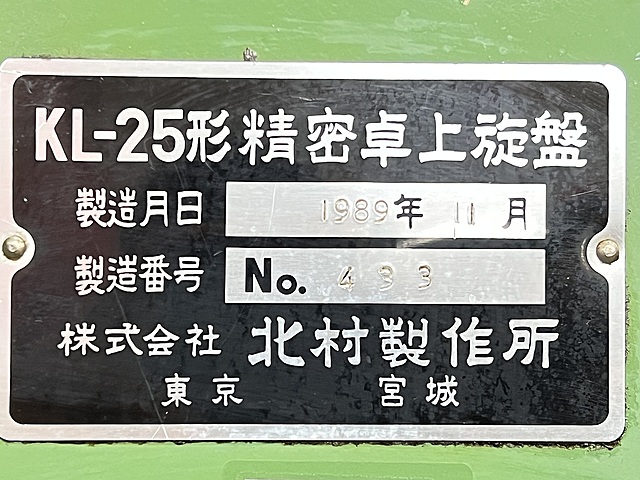 KL-25形精密卓上旋盤
製造月日 1989年 11月
製造番号 No. 433
株式会社 北村製作所
東京 宮城